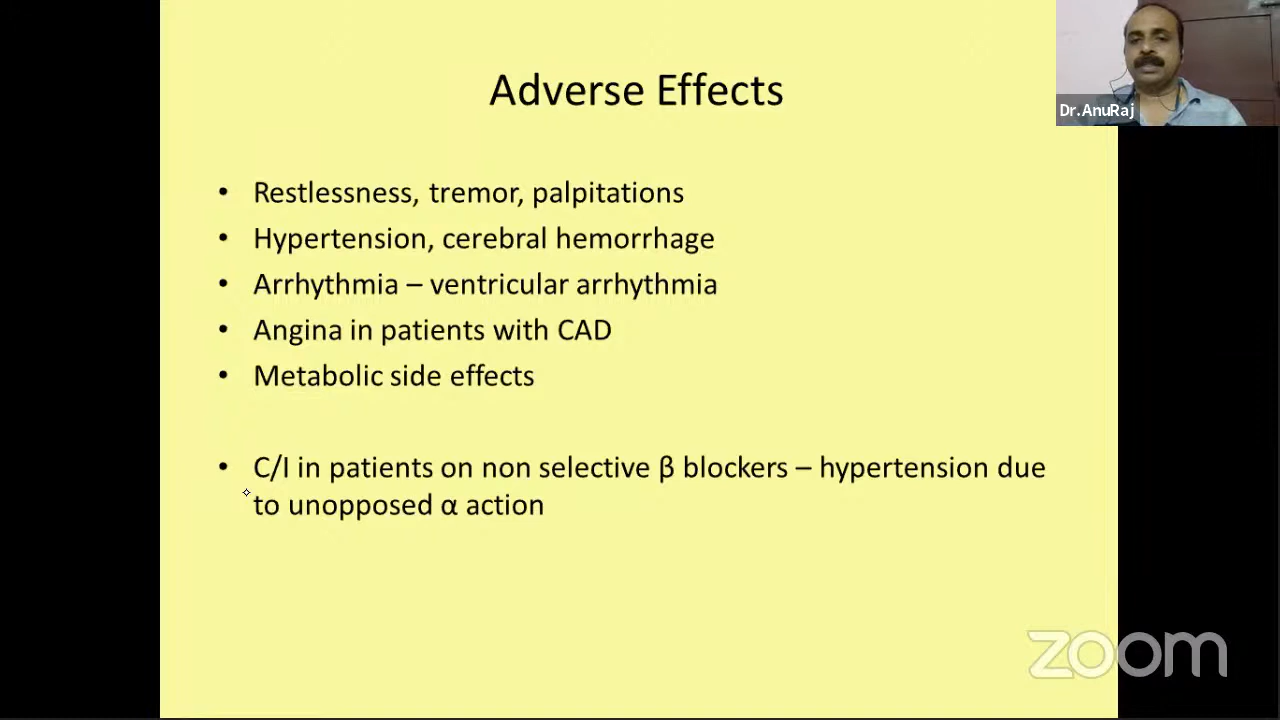 Adverse Effects
Dr.AnuRaj
• Restlessness, tremor, palpitations
• Hypertension, cerebral hemorrhage
• Arrhythmia – ventricular arrhythmia
• Angina in patients with CAD
• Metabolic side effects
• C/I in patients on non selective β blockers – hypertension due
to unopposed α action
zoom